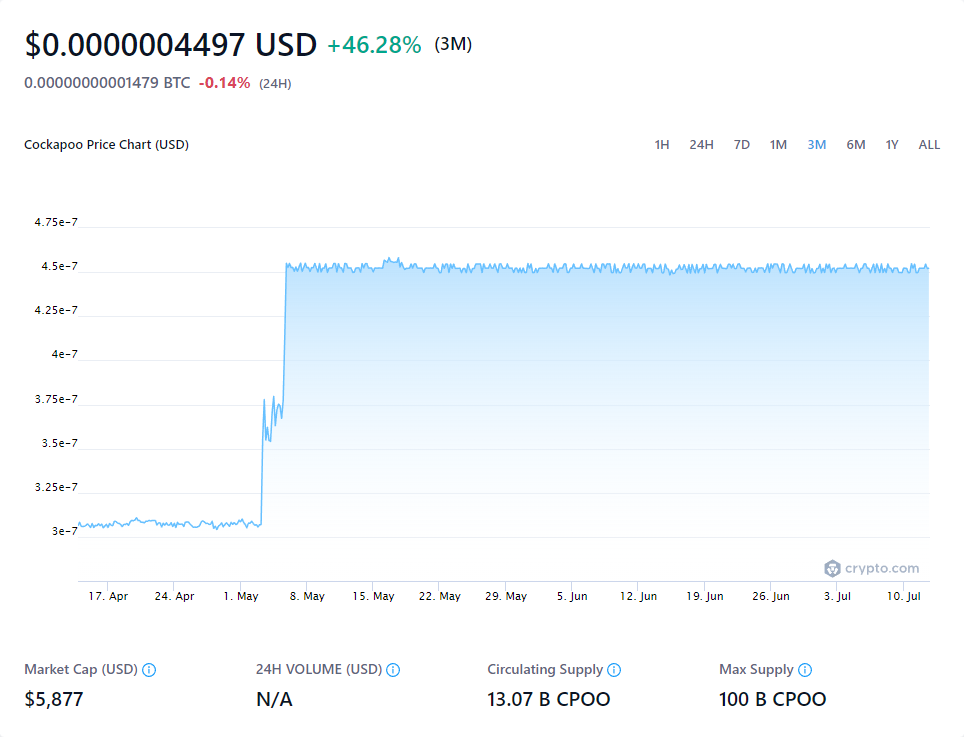 $0.0000004497 USD +46.28% (3M)
0.00000000001479 BTC -0.14% (24H)
Cockapoo Price Chart (USD) 1H 24H 7D 1M 3M 6M 1Y ALL
4.75e-7
4.5e-7
4.25e-7
4e-7
3.75e-7
3.5e-7
3.25e-7
3e-7
crypto.com
17. Apr 24. Apr 1. May 8. May 15. May 22. May 29. May 5. Jun 12. Jun 19. Jun 26. Jun 3. Jul 10. Jul
Market Cap (USD) 24H VOLUME (USD) Circulating Supply Max Supply
$5,877 N/A 13.07 B CPOO 100 B CPOO